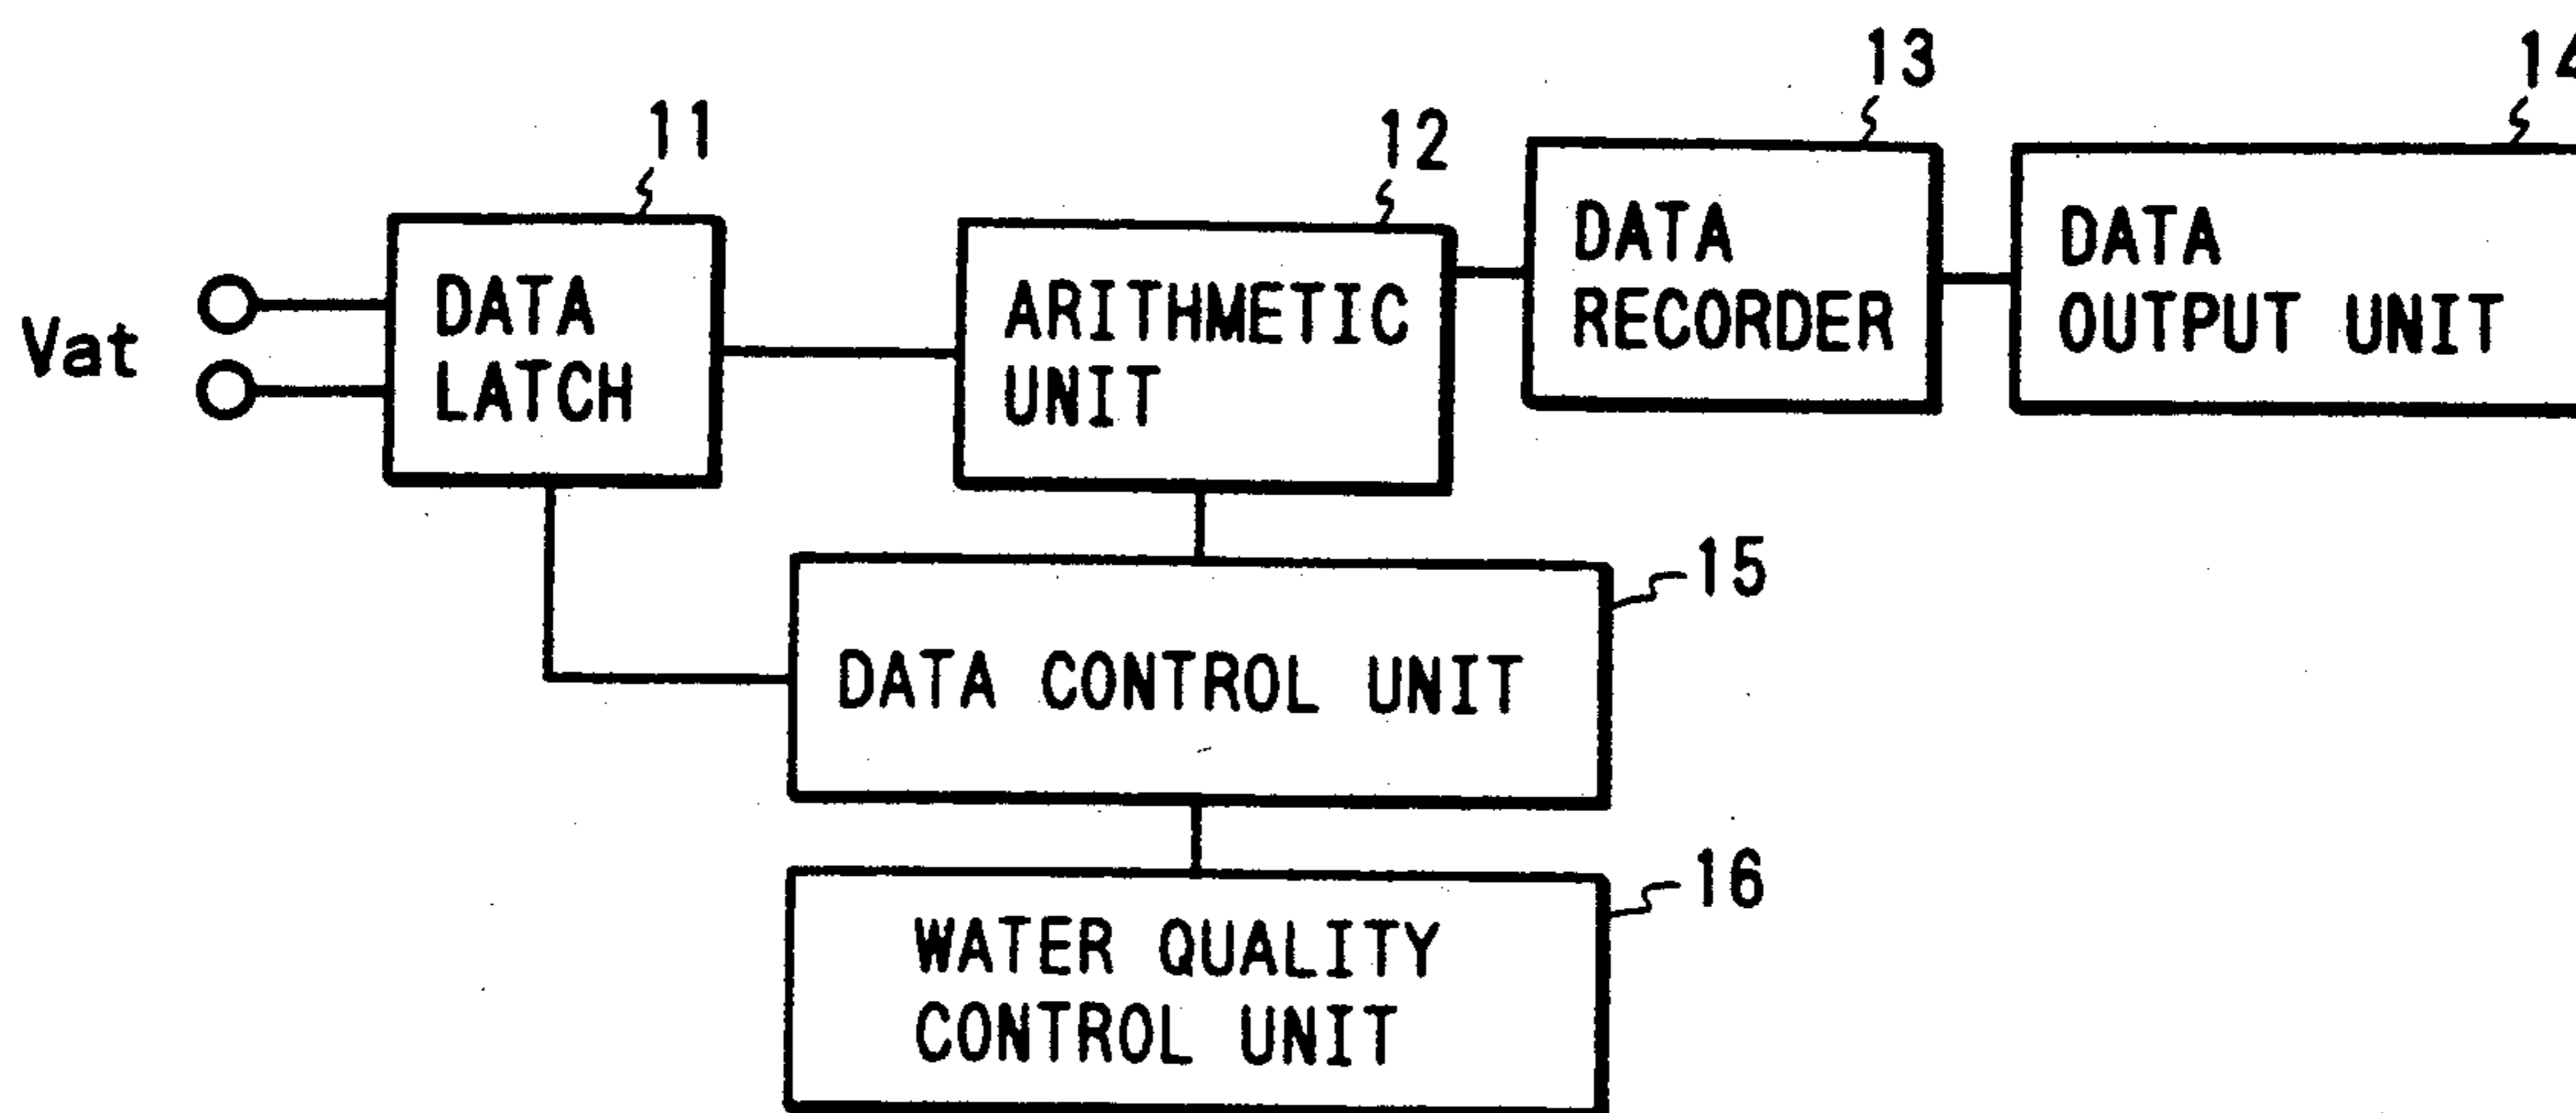 11
12
13
14
Vat
DATA
LATCH
ARITHMETIC
UNIT
DATA
RECORDER
DATA
OUTPUT UNIT
15
DATA CONTROL UNIT
16
WATER QUALITY
CONTROL UNIT